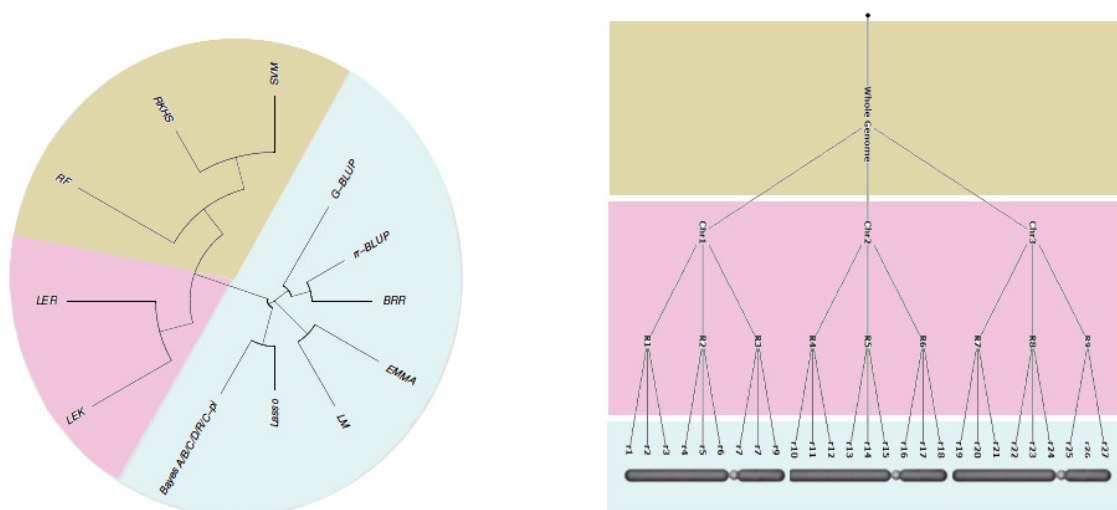 SVM
RKHS
RF
LER
LEK
G-BLUP
rr-BLUP
BRR
EMMA
LM
Lasso
Bayes A/B/C/D/R/C-pi
Whole Genome
Chr1 Chr2 Chr3
R1 R2 R3 R4 R5 R6 R7 R8 R9
r1 r2 r3 r4 r5 r6 r7 r7 r9 r10 r11 r12 r13 r14 r15 r16 r17 r18 r19 r20 r21 r22 r23 r24 r25 r26 r27